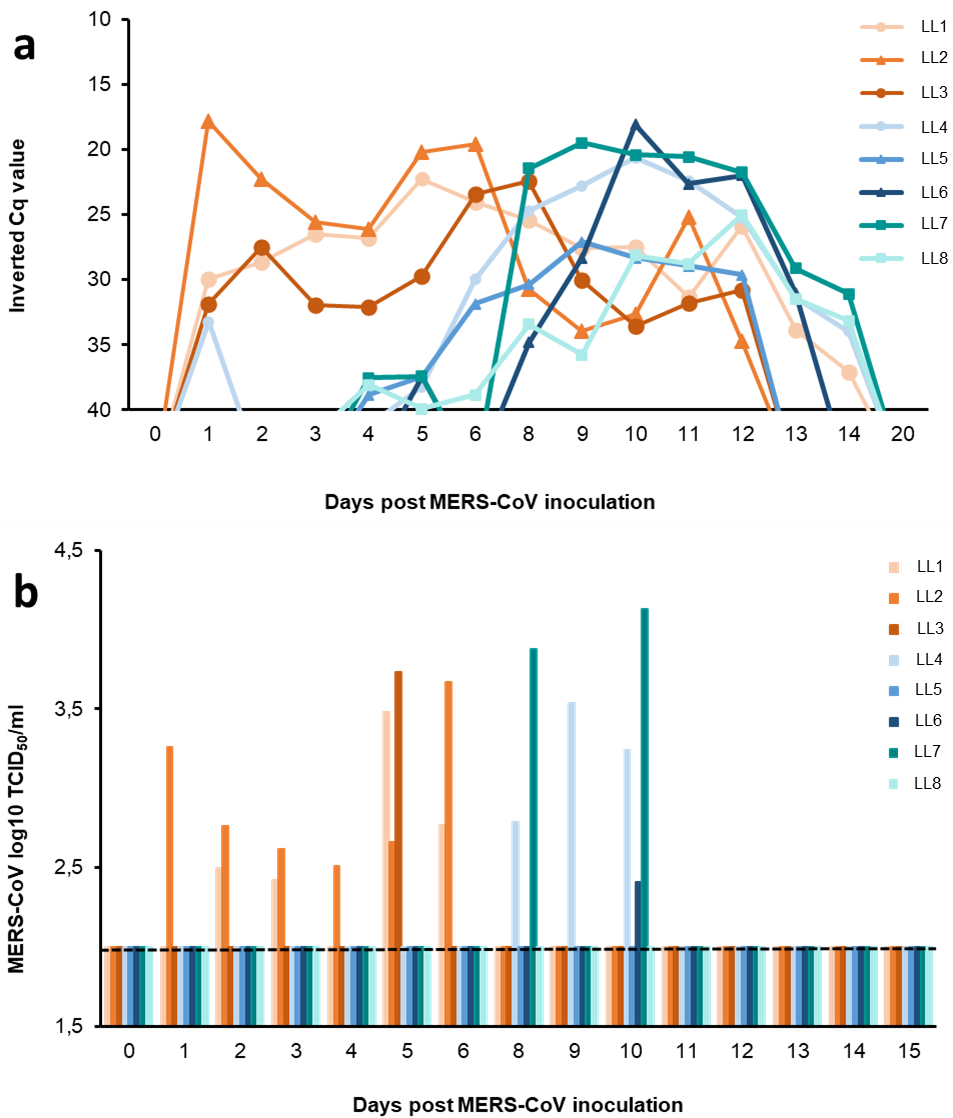 a
10
15
20
25
30
35
40
Inverted Cq value
0 1 2 3 4 5 6 8 9 10 11 12 13 14 20
Days post MERS-CoV inoculation
LL1
LL2
LL3
LL4
LL5
LL6
LL7
LL8
b
4,5
3,5
2,5
1,5
MERS-CoV log10 TCID50/ml
0 1 2 3 4 5 6 8 9 10 11 12 13 14 15
Days post MERS-CoV inoculation
LL1
LL2
LL3
LL4
LL5
LL6
LL7
LL8